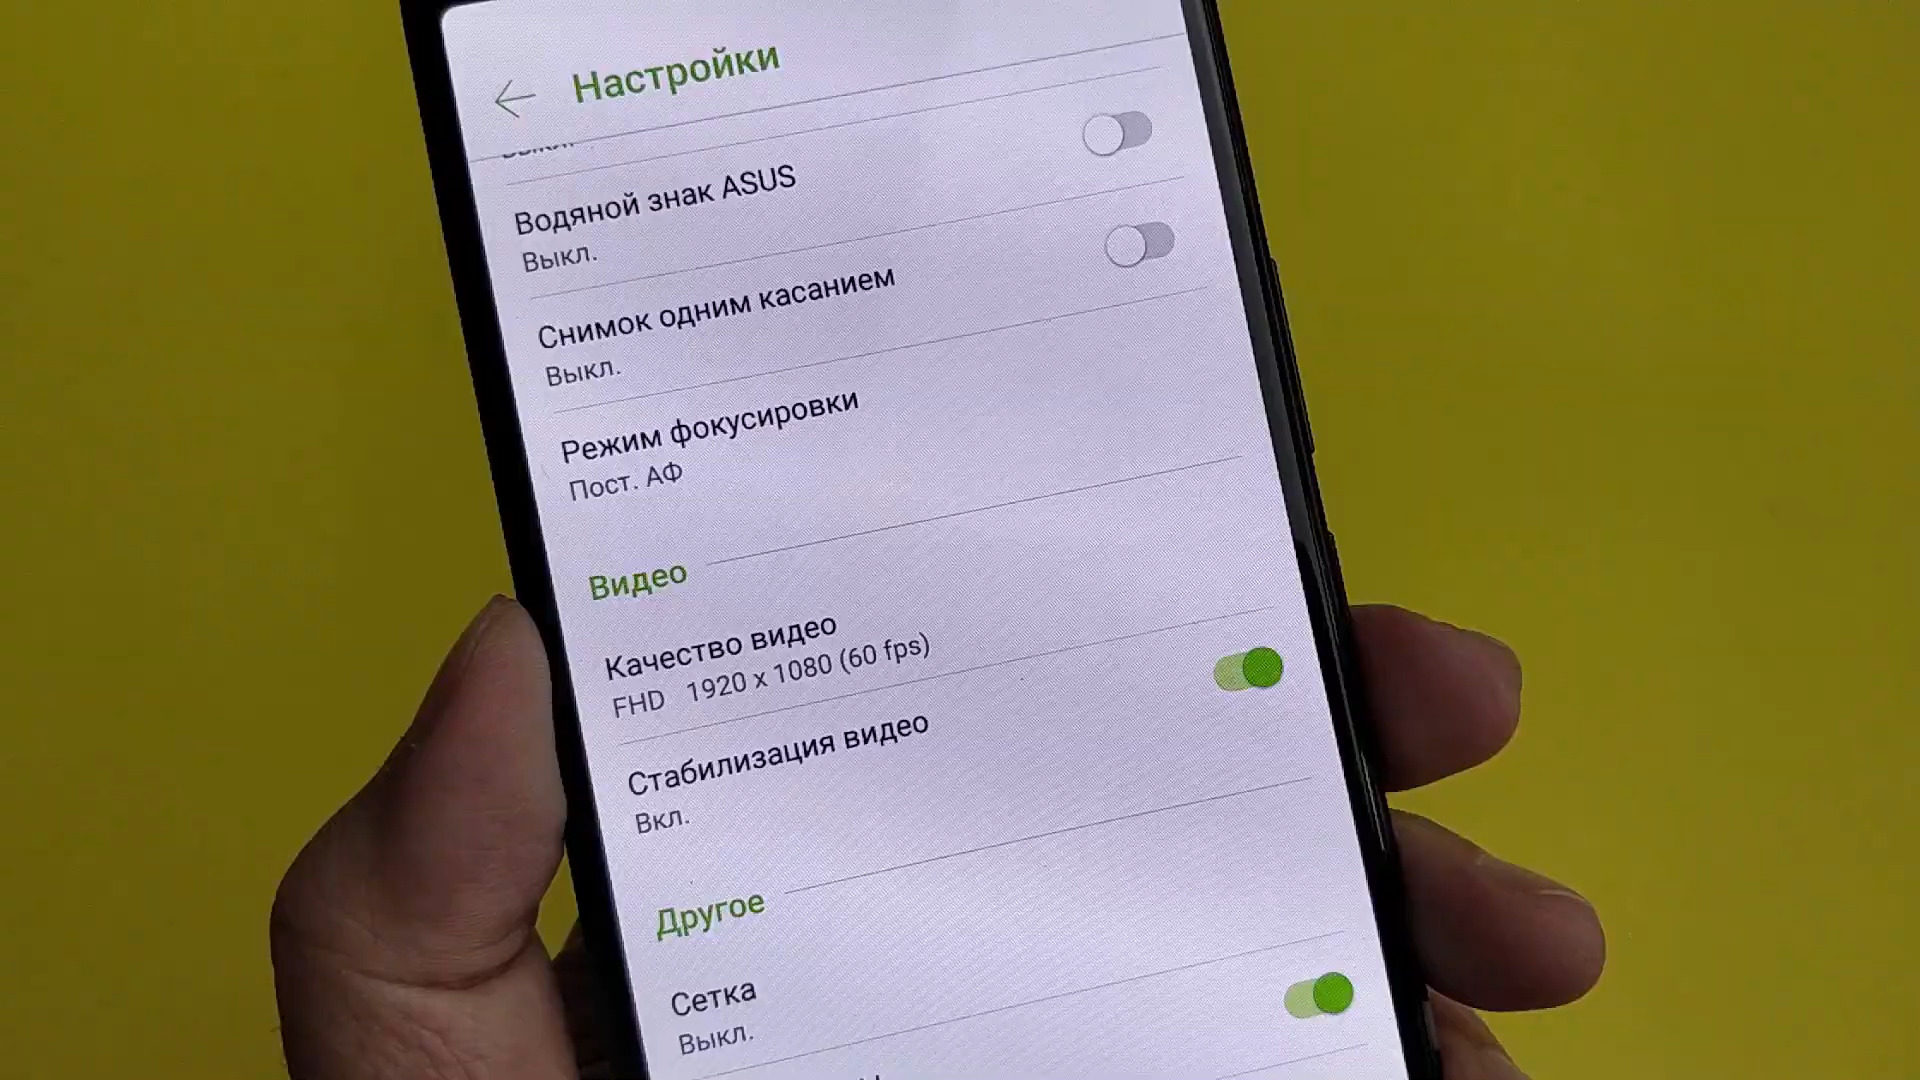 Настройки
Водяной знак ASUS
Выкл.
Снимок одним касанием
Выкл.
Режим фокусировки
Пост. АФ
Видео
Качество видео
FHD 1920 x 1080 (60 fps)
Стабилизация видео
Вкл.
Другое
Сетка
Выкл.